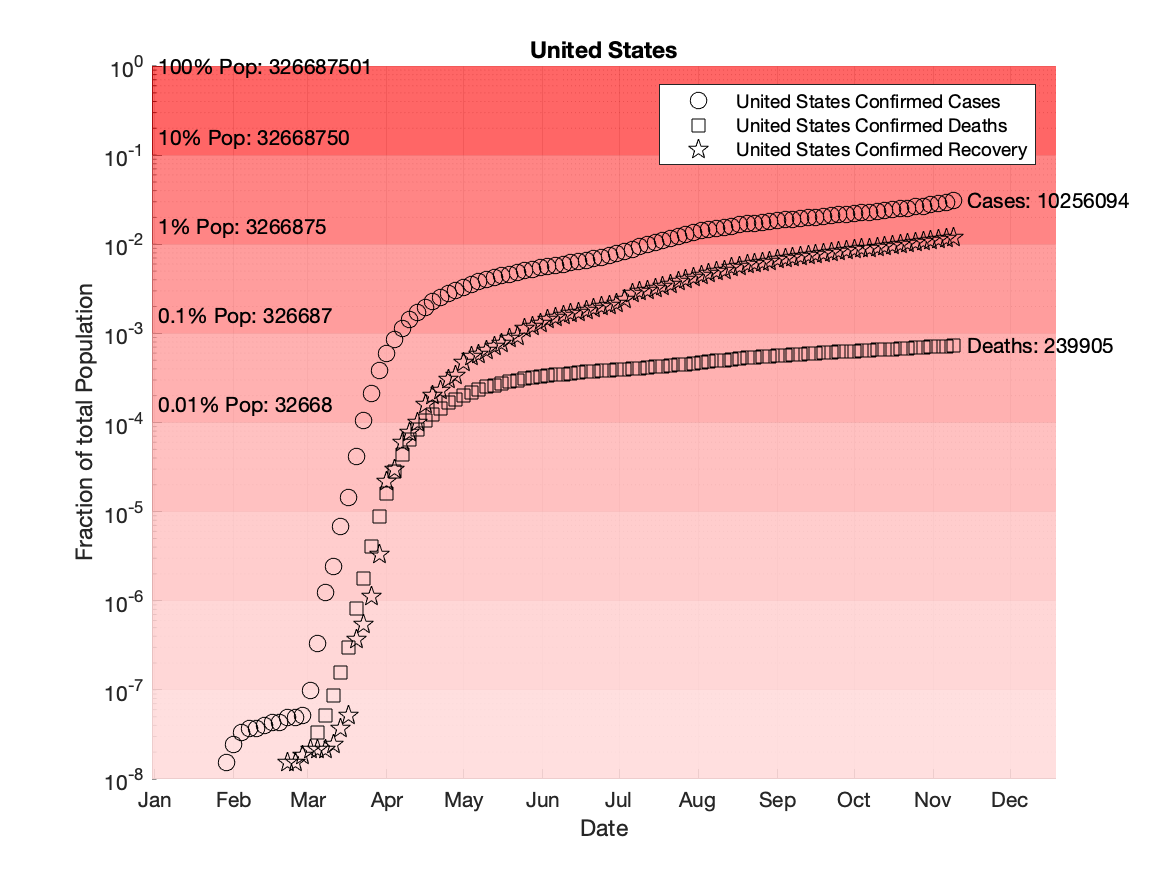 United States
10^0
100% Pop: 326687501
United States Confirmed Cases
United States Confirmed Deaths
United States Confirmed Recovery
10% Pop: 32668750
10^-1
Cases: 10256094
1% Pop: 3266875
10^-2
0.1% Pop: 326687
10^-3
Deaths: 239905
0.01% Pop: 32668
10^-4
10^-5
10^-6
10^-7
10^-8
Fraction of total Population
Jan Feb Mar Apr May Jun Jul Aug Sep Oct Nov Dec
Date